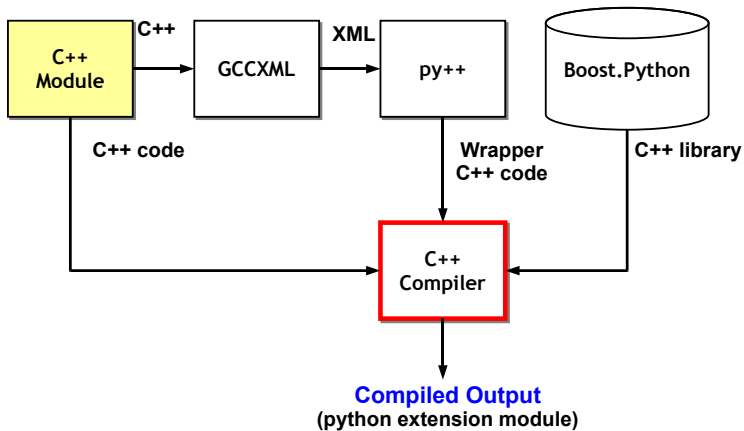 C++
XML
C++
Module
GCCXML
py++
Boost.Python
C++ code
Wrapper
C++ code
C++ library
C++
Compiler
Compiled Output
(python extension module)